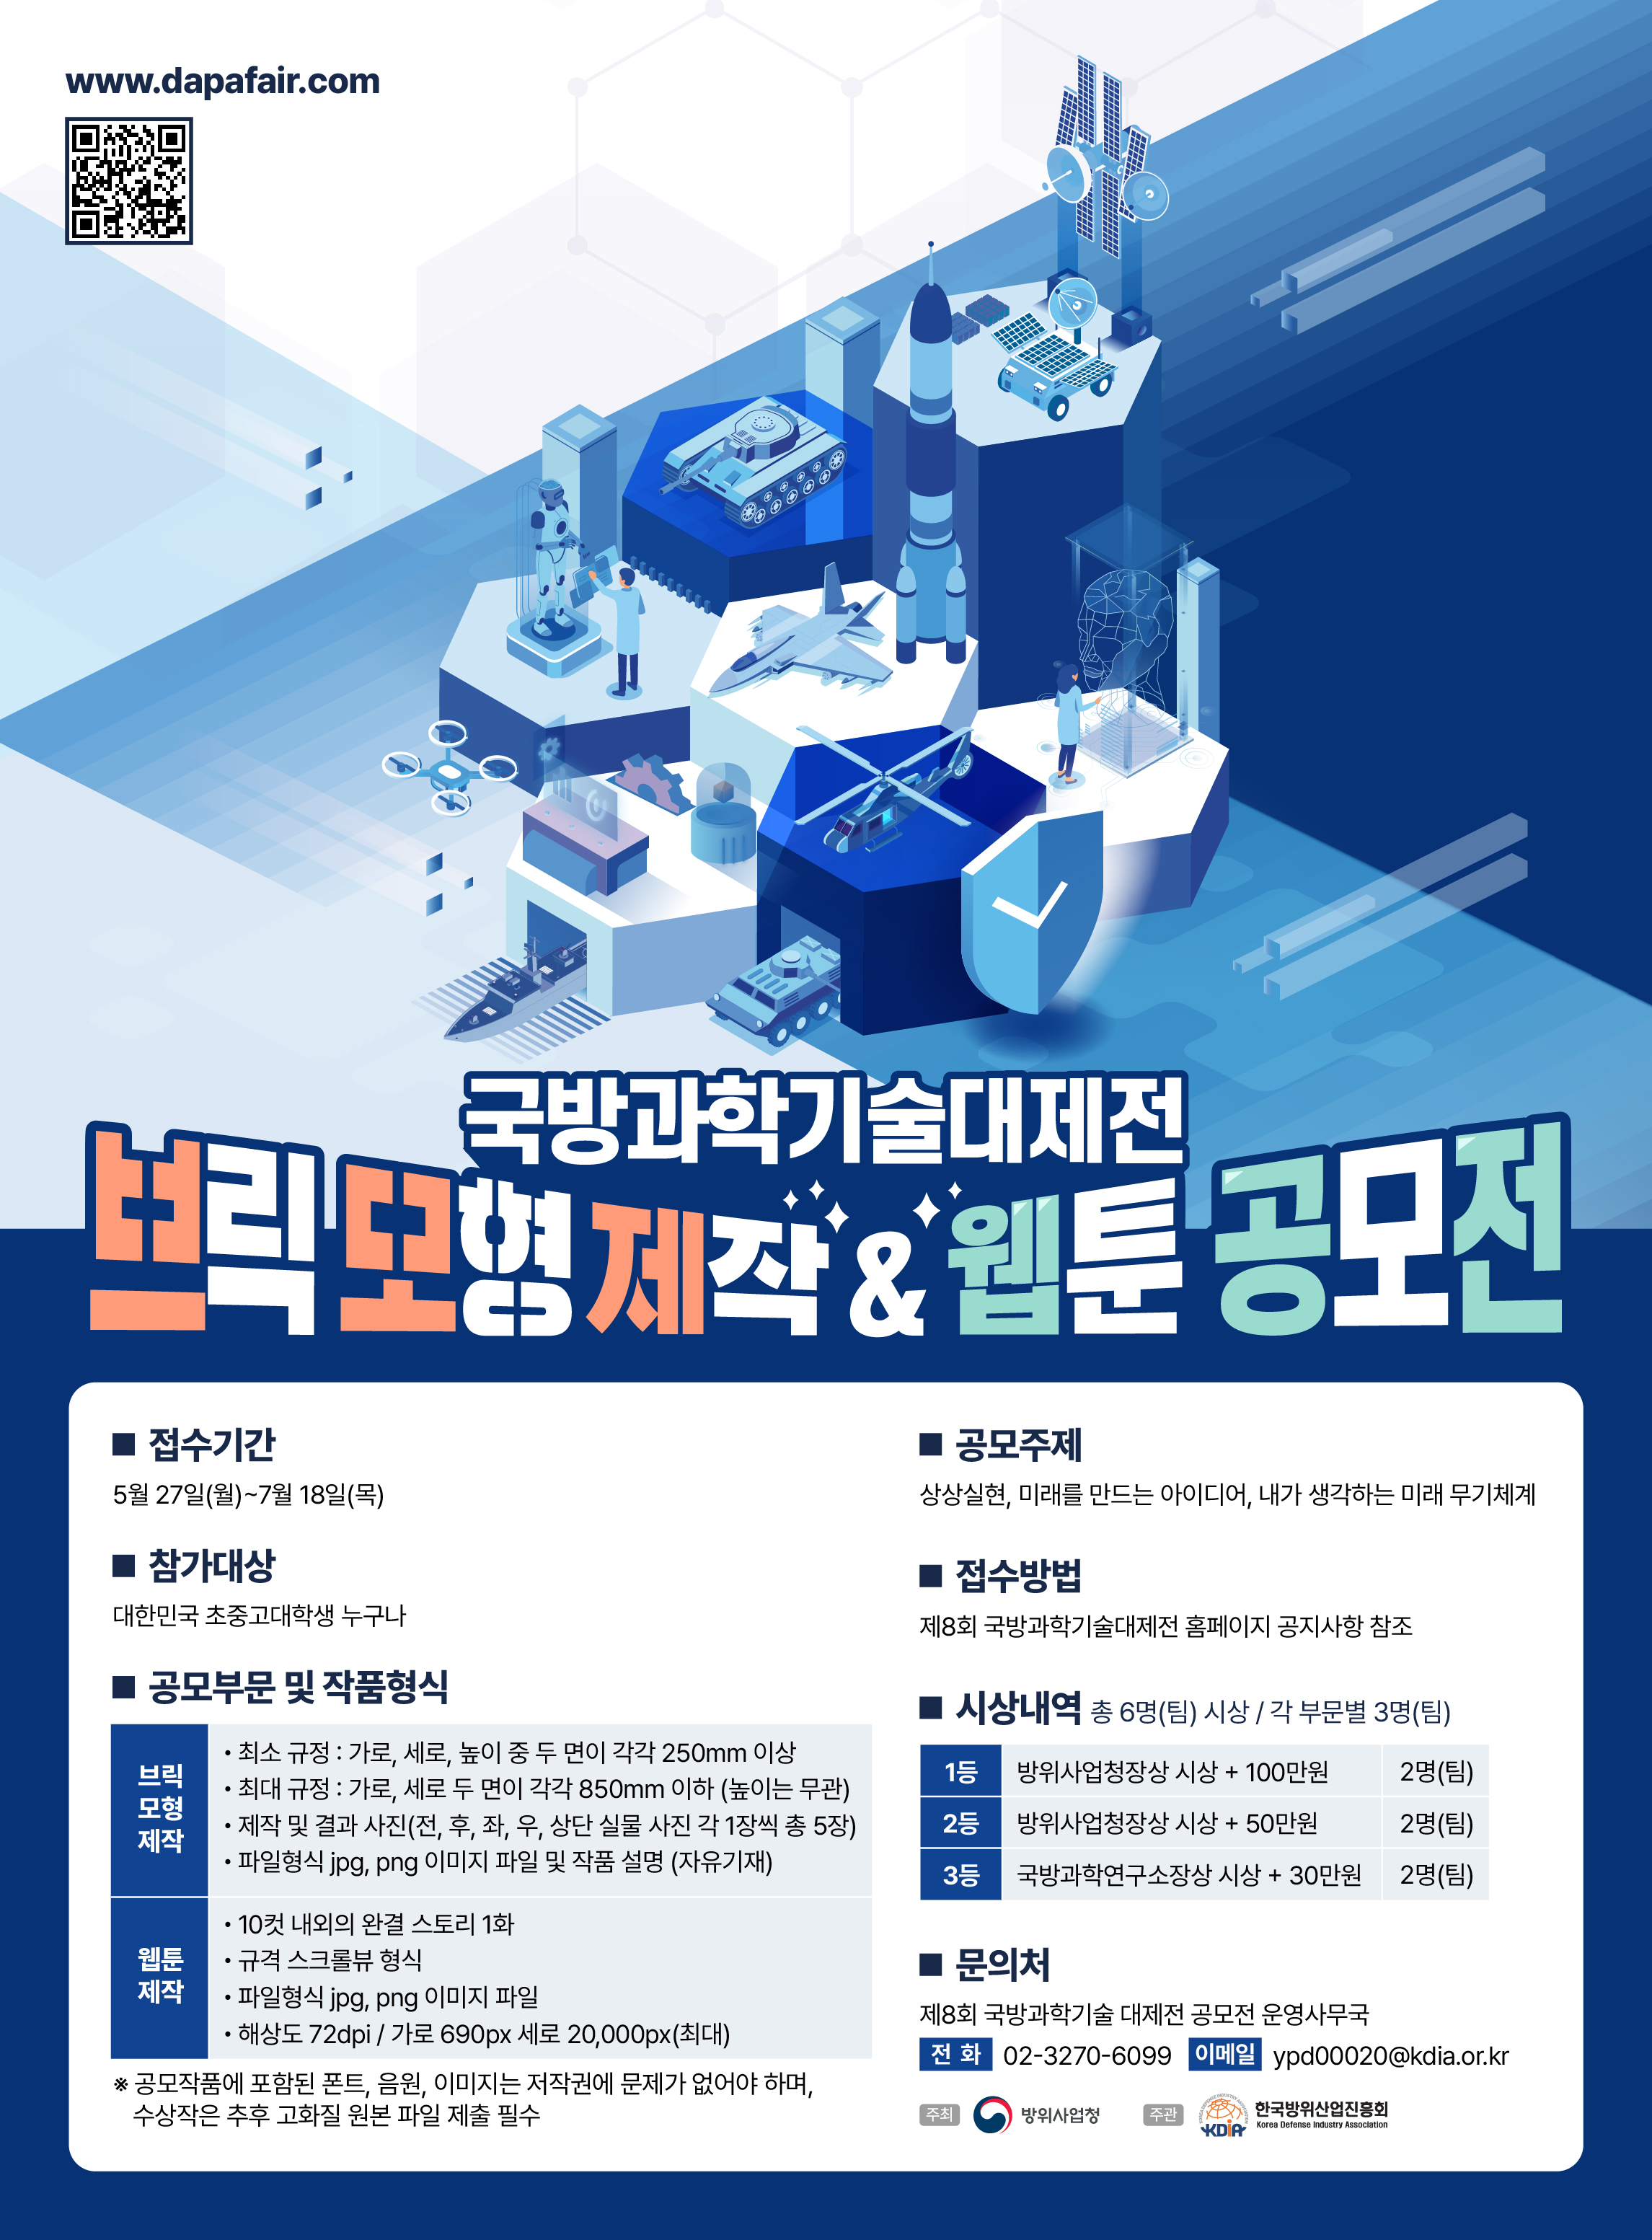 www.dapafair.com
국방과학기술대제전
브릭 모형 제작 & 웹툰 공모전
■ 접수기간
5월 27일(월)~7월 18일(목)
■ 참가대상
대한민국 초중고대학생 누구나
■ 공모부문 및 작품형식
브릭
모형
제작
• 최소 규정 : 가로, 세로, 높이 중 두 면이 각각 250mm 이상
• 최대 규정 : 가로, 세로 두 면이 각각 850mm 이하 (높이는 무관)
• 제작 및 결과 사진(전, 후, 좌, 우, 상단 실물 사진 각 1장씩 총 5장)
• 파일형식 jpg, png 이미지 파일 및 작품 설명 (자유기재)
웹툰
제작
• 10컷 내외의 완결 스토리 1화
• 규격 스크롤뷰 형식
• 파일형식 jpg, png 이미지 파일
• 해상도 72dpi / 가로 690px 세로 20,000px(최대)
※ 공모작품에 포함된 폰트, 음원, 이미지는 저작권에 문제가 없어야 하며,
수상작은 추후 고화질 원본 파일 제출 필수
■ 공모주제
상상실현, 미래를 만드는 아이디어, 내가 생각하는 미래 무기체계
■ 접수방법
제8회 국방과학기술대제전 홈페이지 공지사항 참조
■ 시상내역 총 6명(팀) 시상 / 각 부문별 3명(팀)
1등 방위사업청장상 시상 + 100만원 2명(팀)
2등 방위사업청장상 시상 + 50만원 2명(팀)
3등 국방과학연구소장상 시상 + 30만원 2명(팀)
■ 문의처
제8회 국방과학기술 대제전 공모전 운영사무국
전 화 02-3270-6099 이메일 ypd00020@kdia.or.kr
주최 방위사업청 주관 KDIA 한국방위산업진흥회
Korea Defense Industry Association